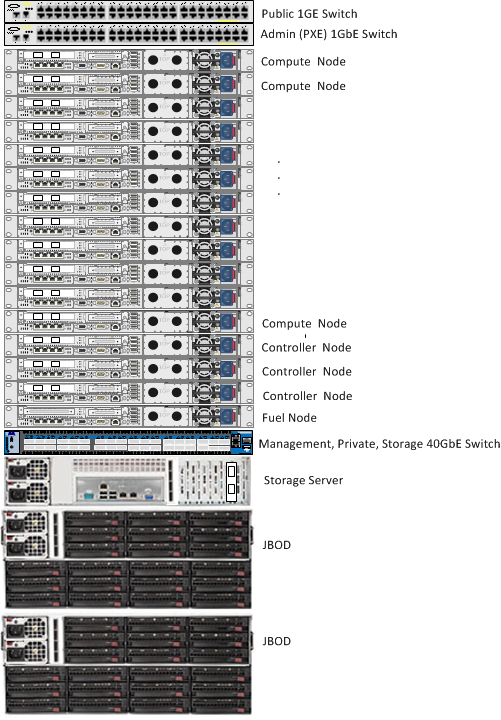 Public 1GE Switch
Admin (PXE) 1GbE Switch
Compute Node
Compute Node
.
.
.
Compute Node
Controller Node
Controller Node
Controller Node
Fuel Node
Management, Private, Storage 40GbE Switch
Storage Server
JBOD
JBOD